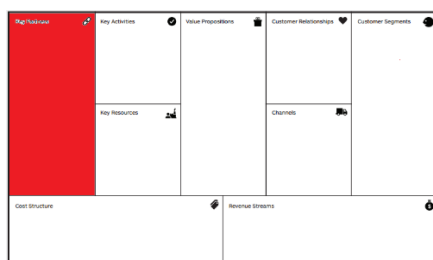 Key Partners
Key Activities
Value Propositions
Customer Relationships
Customer Segments
Key Resources
Channels
Cost Structure
Revenue Streams